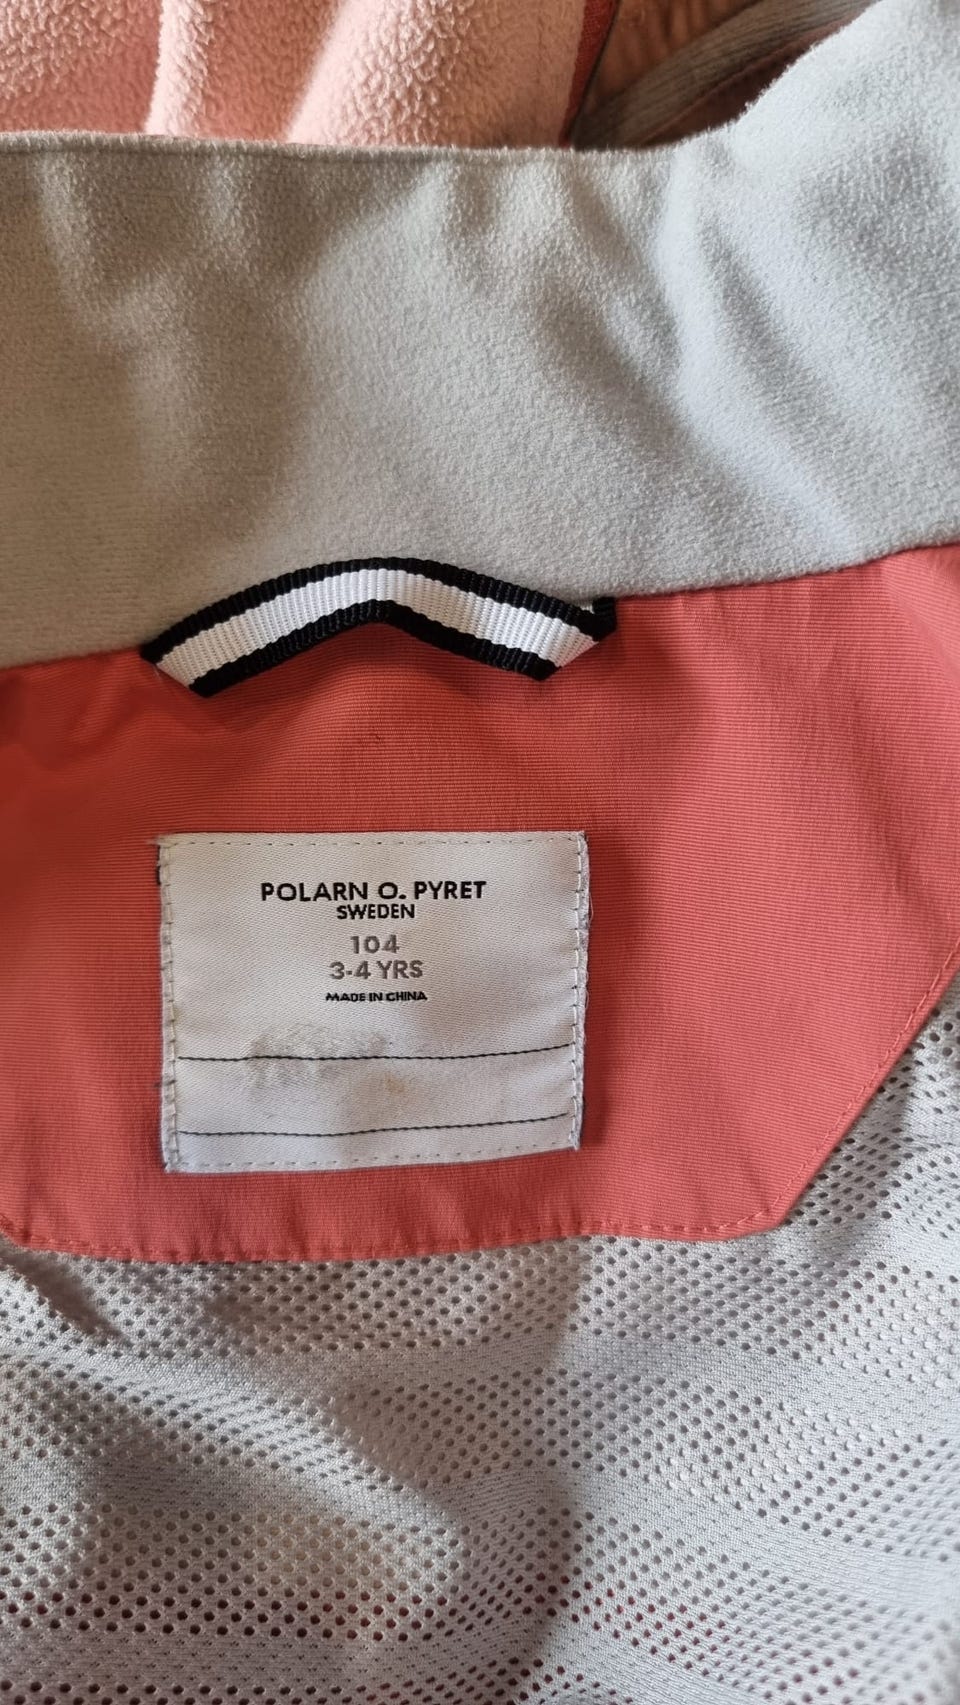 POLARN O. PYRET
SWEDEN
104
3-4 YRS
MADE IN CHINA